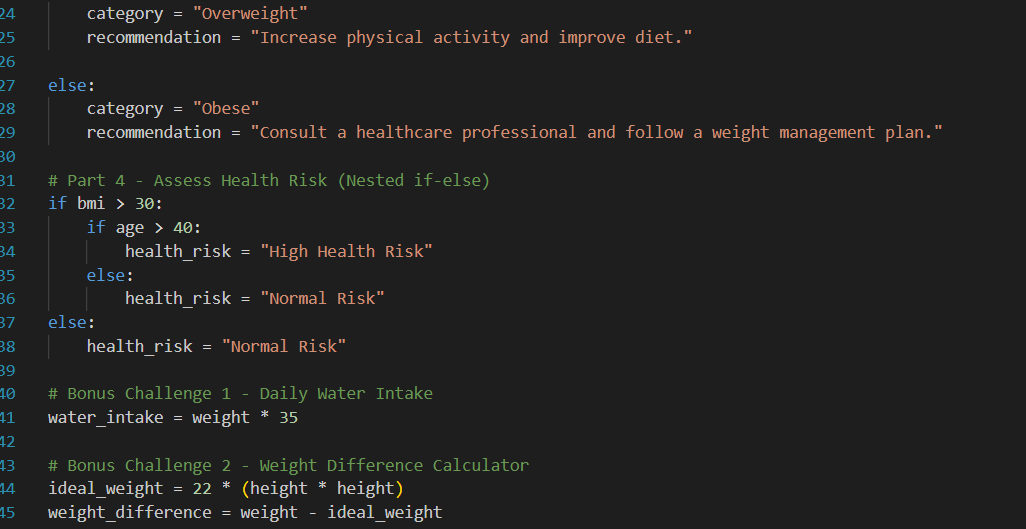 24 category = "Overweight"
25 recommendation = "Increase physical activity and improve diet."
26
27 else:
28 category = "Obese"
29 recommendation = "Consult a healthcare professional and follow a weight management plan."
30
31 # Part 4 - Assess Health Risk (Nested if-else)
32 if bmi > 30:
33 if age > 40:
34 health_risk = "High Health Risk"
35 else:
36 health_risk = "Normal Risk"
37 else:
38 health_risk = "Normal Risk"
39
40 # Bonus Challenge 1 - Daily Water Intake
41 water_intake = weight * 35
42
43 # Bonus Challenge 2 - Weight Difference Calculator
44 ideal_weight = 22 * (height * height)
45 weight_difference = weight - ideal_weight